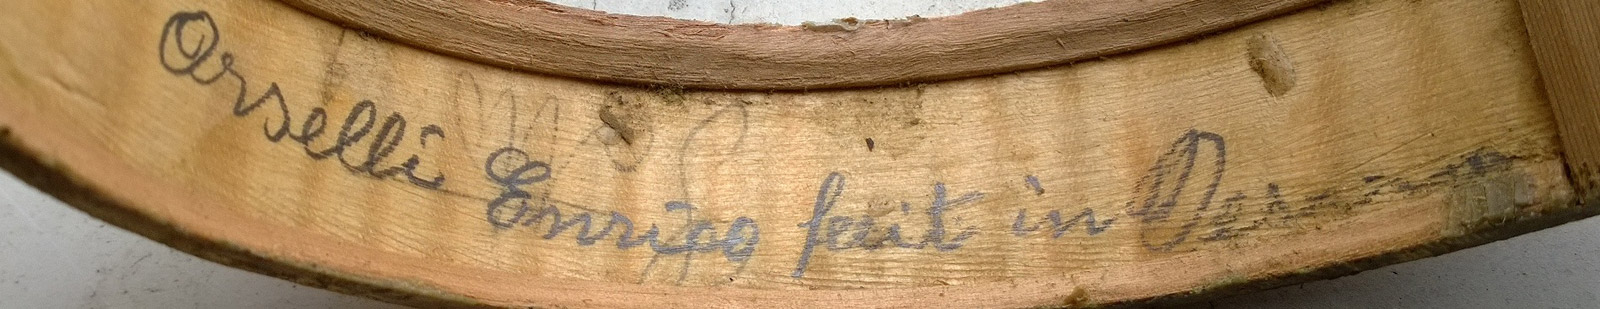 Orselli Enrico fecit in